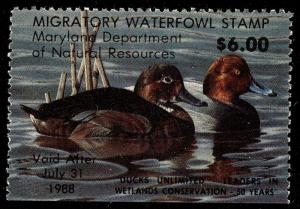 MIGRATORY WATERFOWL STAMP
Maryland Department
of Natural Resources
$6.00
Void After
July 31
1988
DUCKS UNLIMITED LEADERS IN
WETLANDS CONSERVATION - 50 YEARS